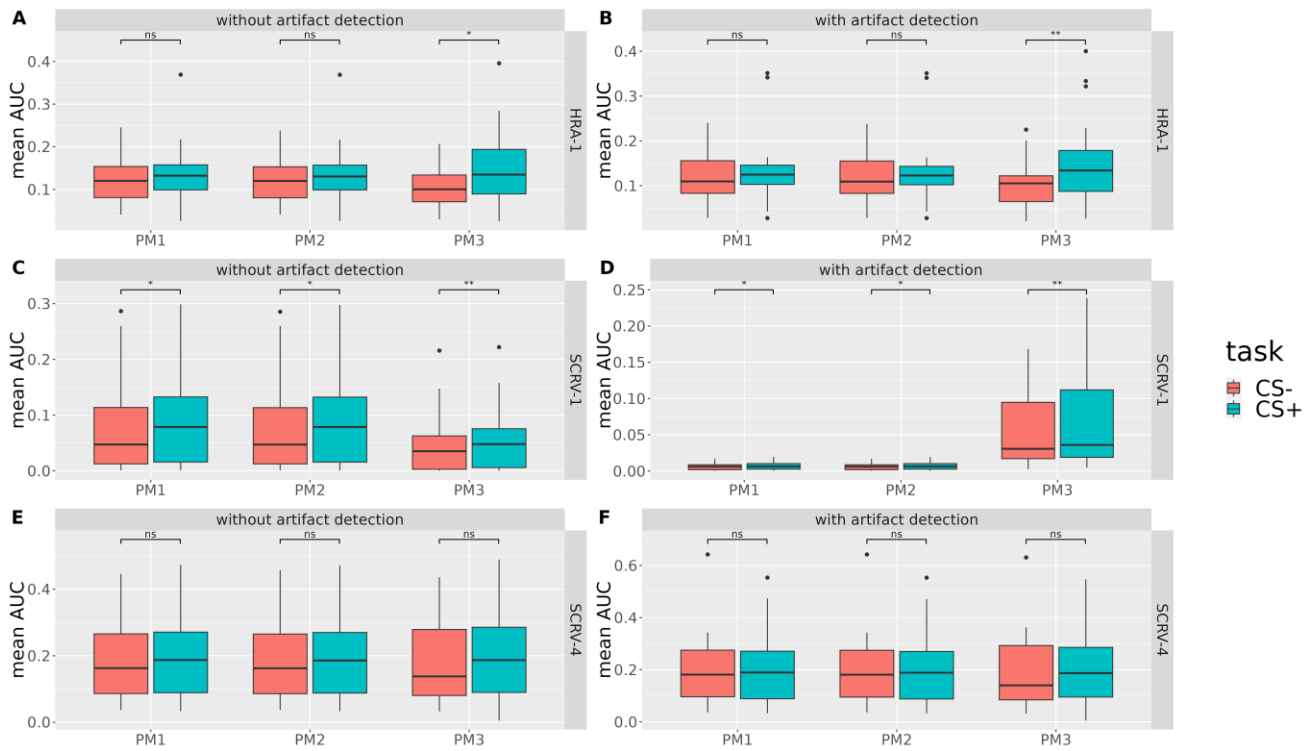 A
without artifact detection
ns
ns
*
mean AUC
0.4
0.3
0.2
0.1
HRA-1
PM1
PM2
PM3
B
with artifact detection
ns
ns
**
mean AUC
0.4
0.3
0.2
0.1
HRA-1
PM1
PM2
PM3
C
without artifact detection
*
*
**
mean AUC
0.3
0.2
0.1
0.0
SCRV-1
PM1
PM2
PM3
D
with artifact detection
*
*
**
mean AUC
0.25
0.20
0.15
0.10
0.05
0.00
SCRV-1
PM1
PM2
PM3
task
CS-
CS+
E
without artifact detection
ns
ns
ns
mean AUC
0.4
0.2
0.0
SCRV-4
PM1
PM2
PM3
F
with artifact detection
ns
ns
ns
mean AUC
0.6
0.4
0.2
0.0
SCRV-4
PM1
PM2
PM3